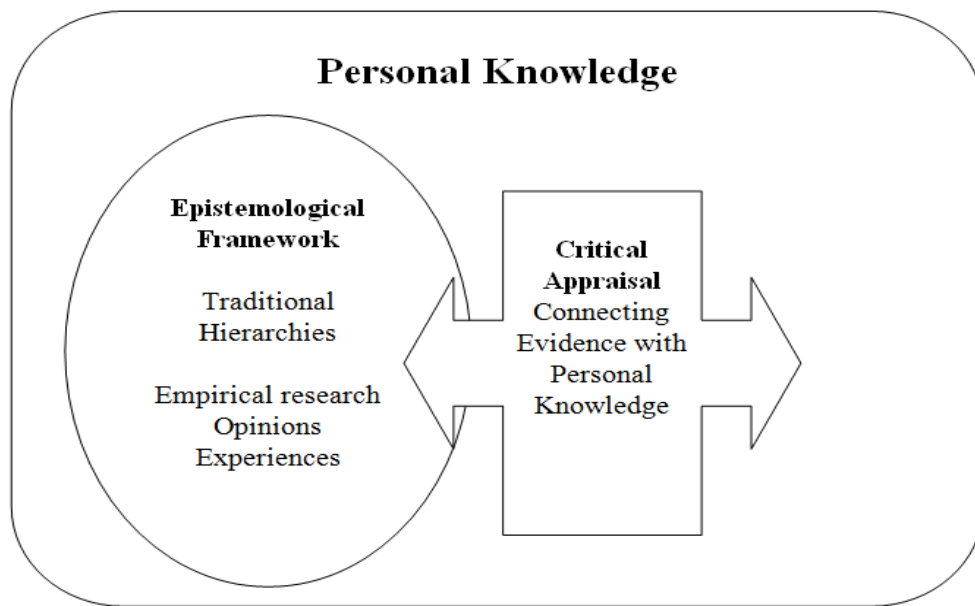 Personal Knowledge
Epistemological
Framework
Traditional
Hierarchies
Empirical research
Opinions
Experiences
Critical
Appraisal
Connecting
Evidence with
Personal
Knowledge